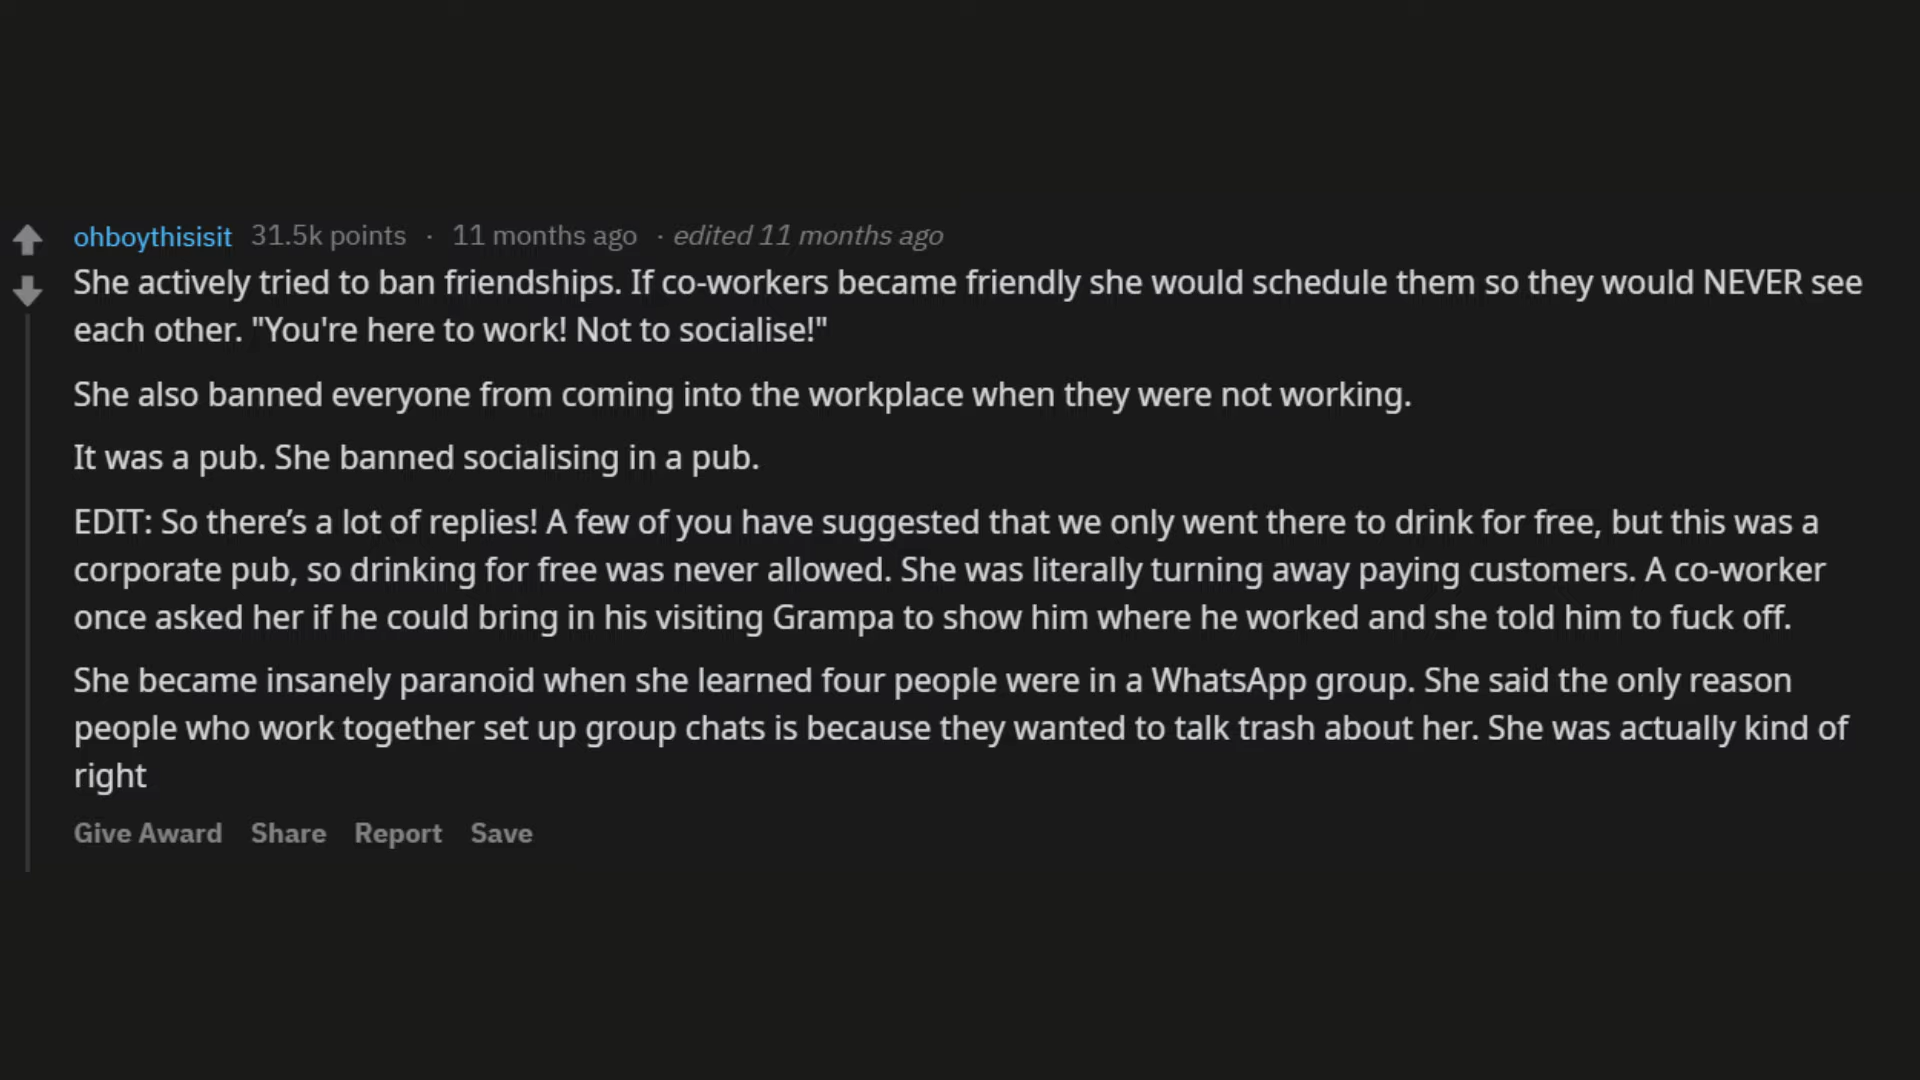 ohboythisisit 31.5k points · 11 months ago · edited 11 months ago
She actively tried to ban friendships. If co-workers became friendly she would schedule them so they would NEVER see
each other. "You're here to work! Not to socialise!"
She also banned everyone from coming into the workplace when they were not working.
It was a pub. She banned socialising in a pub.
EDIT: So there’s a lot of replies! A few of you have suggested that we only went there to drink for free, but this was a
corporate pub, so drinking for free was never allowed. She was literally turning away paying customers. A co-worker
once asked her if he could bring in his visiting Grampa to show him where he worked and she told him to fuck off.
She became insanely paranoid when she learned four people were in a WhatsApp group. She said the only reason
people who work together set up group chats is because they wanted to talk trash about her. She was actually kind of
right
Give Award Share Report Save